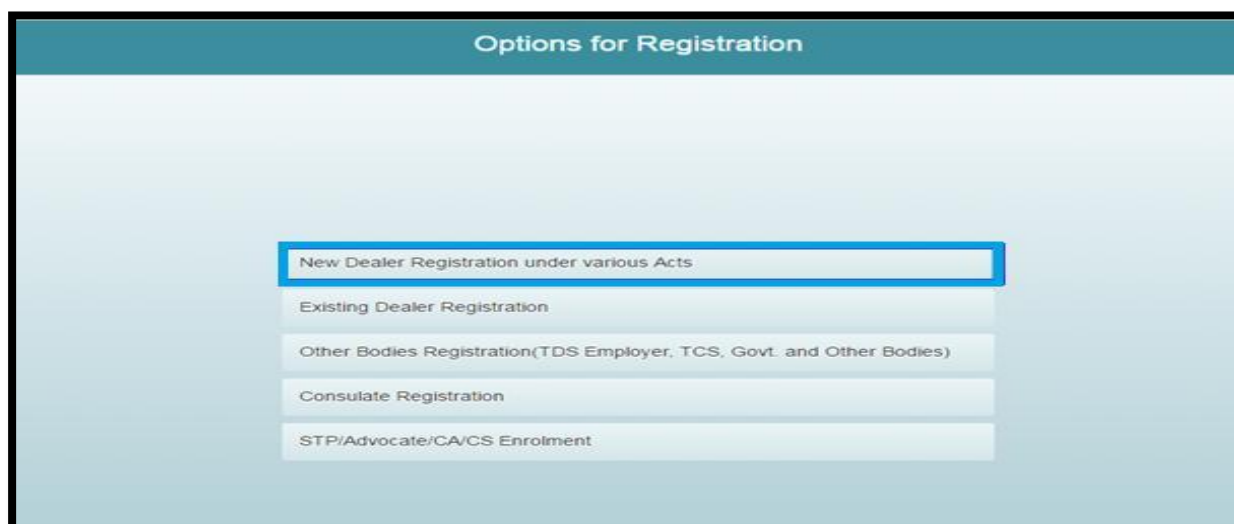 Options for Registration
New Dealer Registration under various Acts
Existing Dealer Registration
Other Bodies Registration(TDS Employer, TCS, Govt. and Other Bodies)
Consulate Registration
STP/Advocate/CA/CS Enrolment